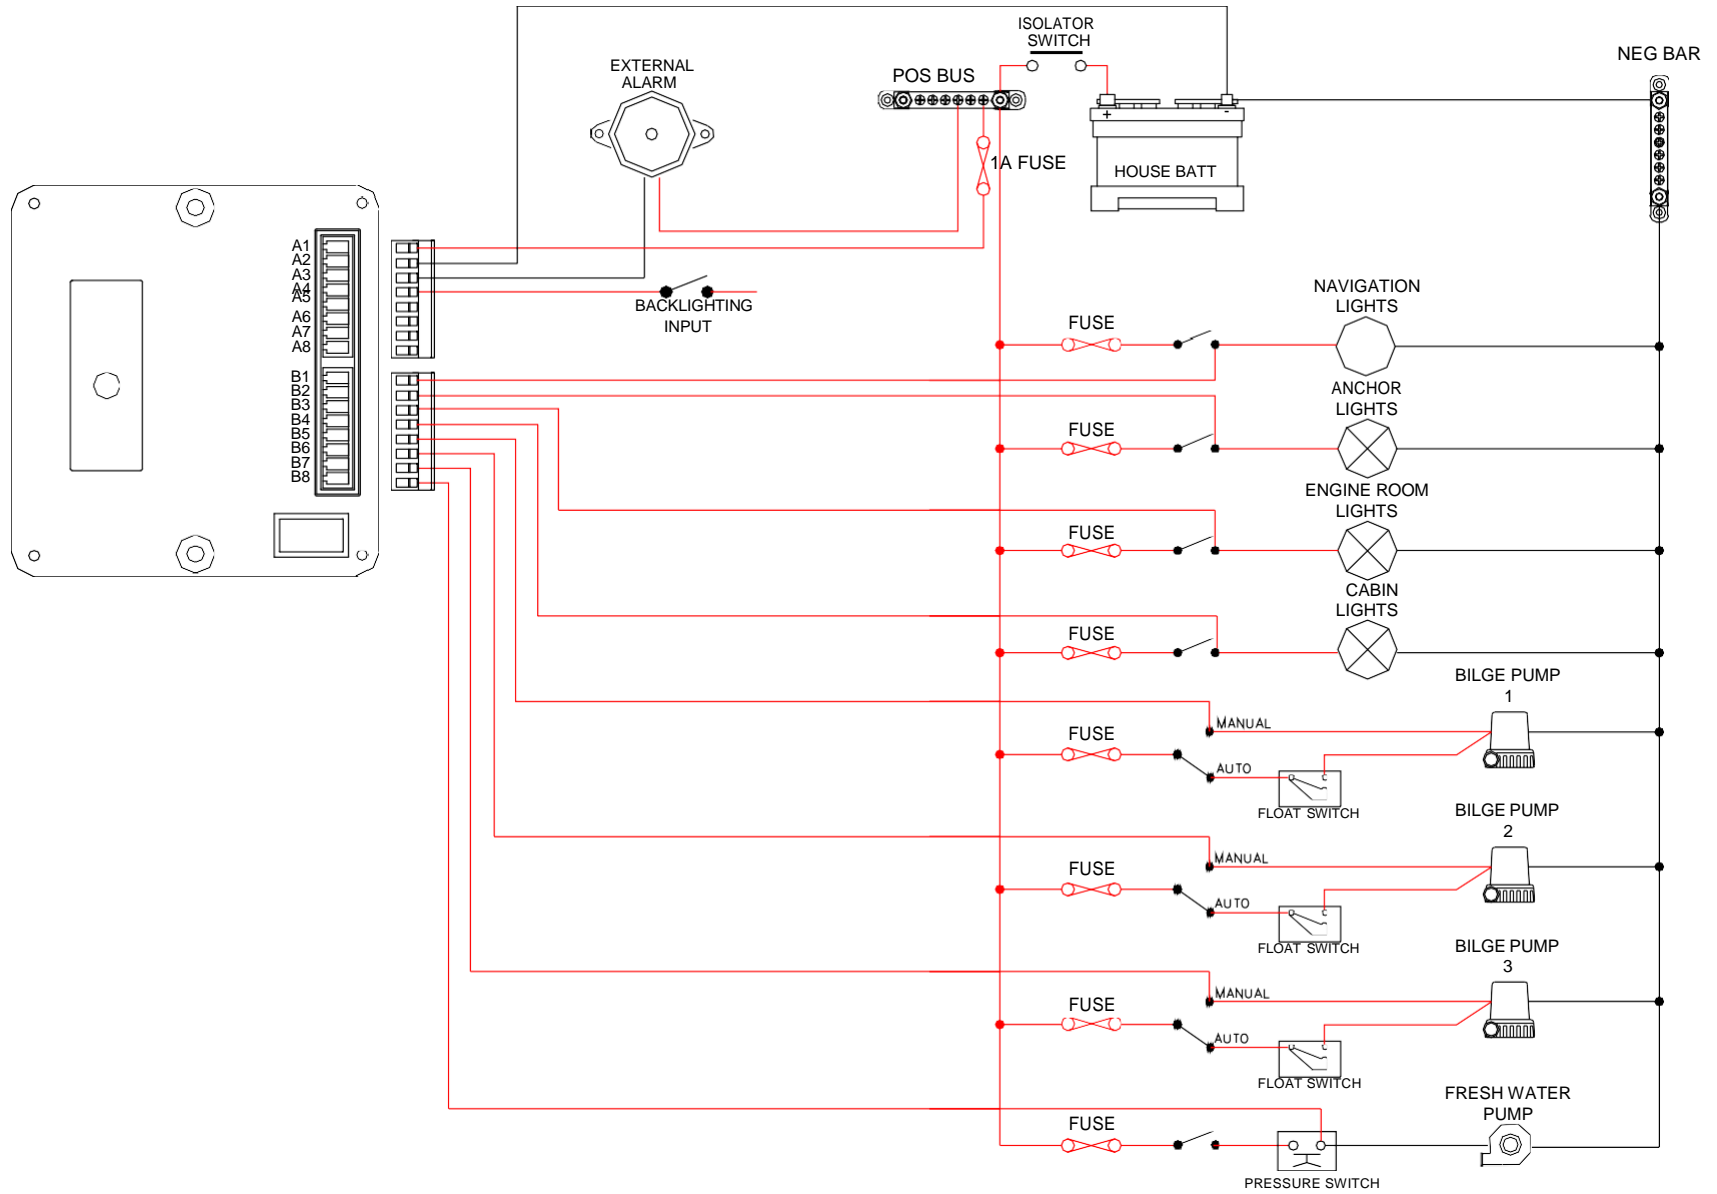 ISOLATOR
SWITCH
NEG BAR
EXTERNAL
ALARM
POS BUS
1A FUSE
+
-
HOUSE BATT
A1
A2
A3
A4
A5
A6
A7
A8
BACKLIGHTING
INPUT
NAVIGATION
LIGHTS
FUSE
B1
B2
B3
B4
B5
B6
B7
B8
ANCHOR
LIGHTS
FUSE
ENGINE ROOM
LIGHTS
FUSE
CABIN
LIGHTS
FUSE
BILGE PUMP
1
MANUAL
FUSE
AUTO
FLOAT SWITCH
BILGE PUMP
2
MANUAL
FUSE
AUTO
FLOAT SWITCH
BILGE PUMP
3
MANUAL
FUSE
AUTO
FLOAT SWITCH
FRESH WATER
PUMP
FUSE
PRESSURE SWITCH